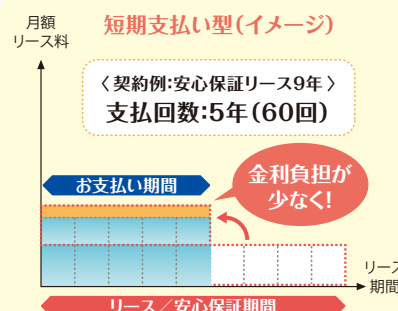 月額
リース料
短期支払い型(イメージ)
〈契約例:安心保証リース9年〉
支払回数:5年(60回)
お支払い期間
金利負担が
少なく!
リース
期間
リース/安心保証期間